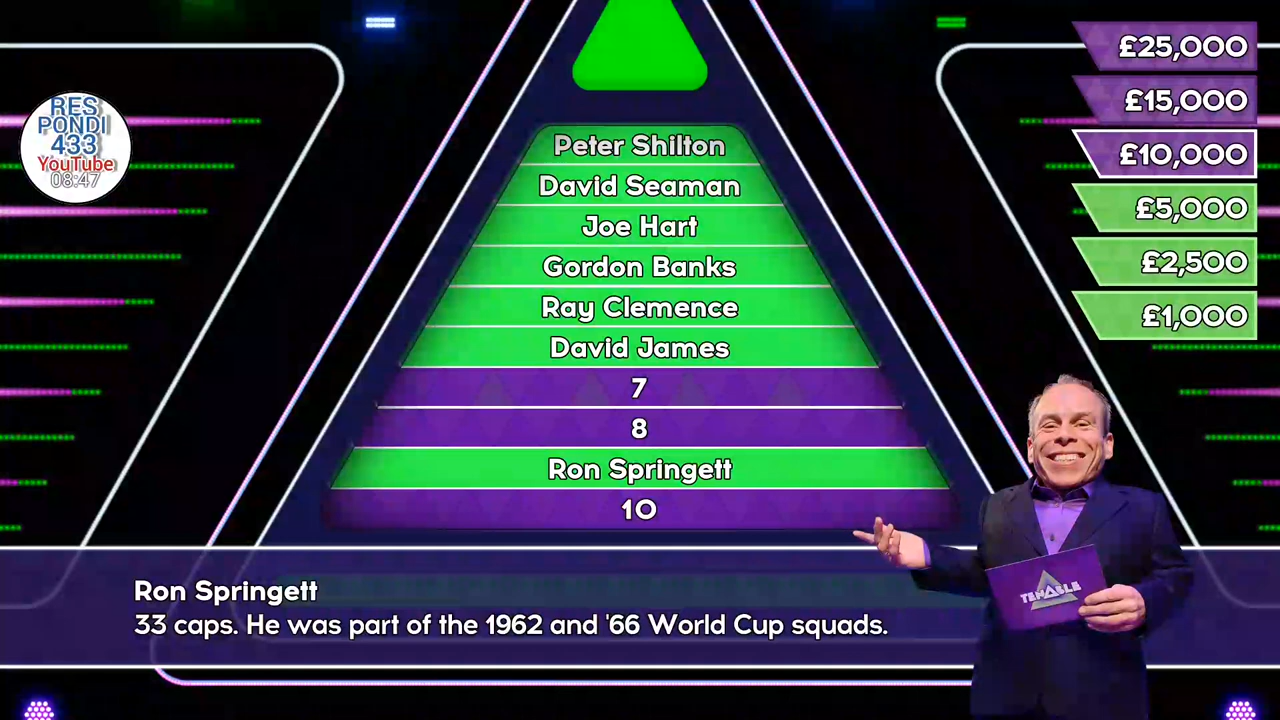 £25,000
£15,000
£10,000
£5,000
£2,500
£1,000
RES
PONDI
433
YouTube
08:47
Peter Shilton
David Seaman
Joe Hart
Gordon Banks
Ray Clemence
David James
7
8
Ron Springett
10
Ron Springett
33 caps. He was part of the 1962 and '66 World Cup squads.
TENABLE